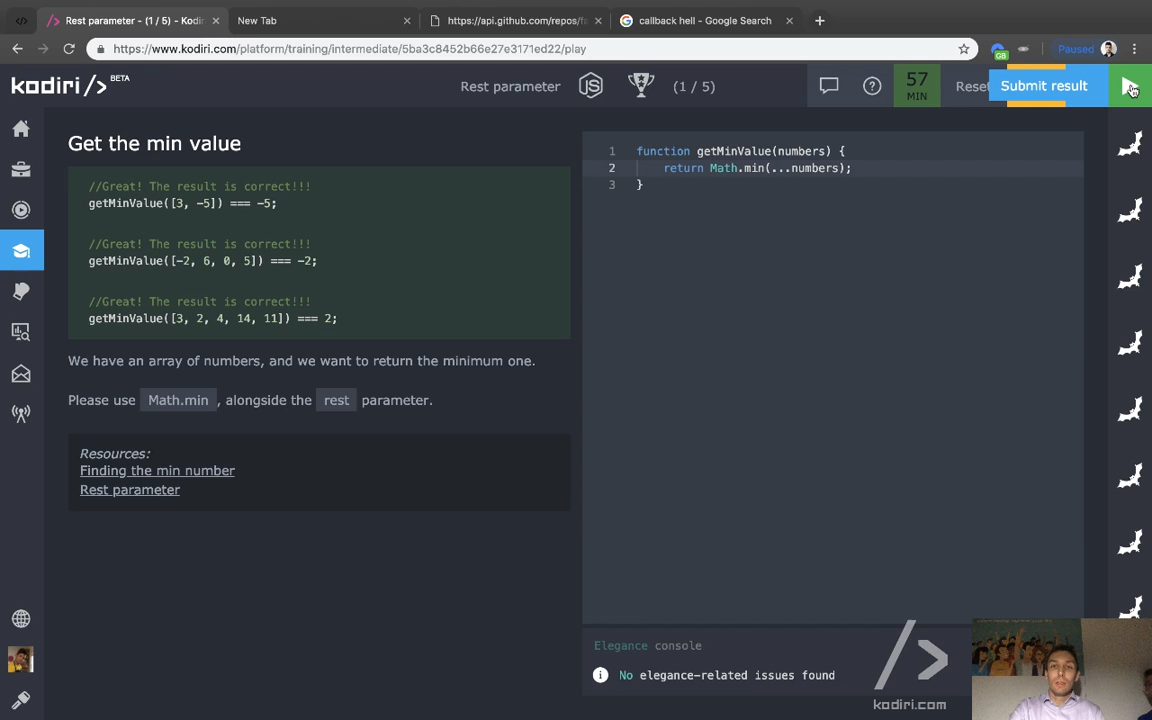 Rest parameter - (1 / 5) - Kodi
New Tab
https://api.github.com/repos/fa
callback hell - Google Search
https://www.kodiri.com/platform/training/intermediate/5ba3c8452b66e27e3171ed22/play
GB
Paused
kodiri/> BETA
Rest parameter
JS
(1 / 5)
57
MIN
Reset
Submit result
Get the min value
//Great! The result is correct!!!
getMinValue([3, -5]) === -5;
//Great! The result is correct!!!
getMinValue([-2, 6, 0, 5]) === -2;
//Great! The result is correct!!!
getMinValue([3, 2, 4, 14, 11]) === 2;
We have an array of numbers, and we want to return the minimum one.
Please use Math.min, alongside the rest parameter.
Resources:
Finding the min number
Rest parameter
1 function getMinValue(numbers) {
2 return Math.min(...numbers);
3 }
Elegance console
No elegance-related issues found
/>
kodiri.com